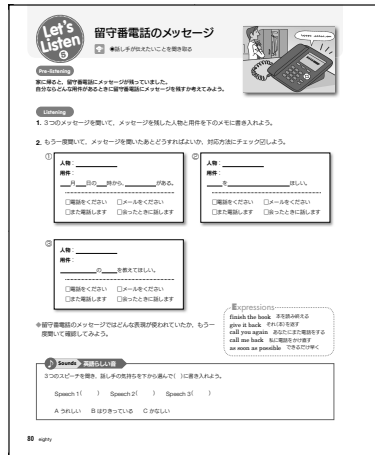 Let's Listen 5
留守番電話のメッセージ
●話し手が伝えたいことを聞き取る
Pre-listening
家に帰ると、留守番電話にメッセージが残っていました。
自分ならどんな用件があるときに留守番電話にメッセージを残すか考えてみよう。
Listening
1. 3つのメッセージを聞いて、メッセージを残した人物と用件を下のメモに書き入れよう。
2. もう一度聞いて、メッセージを聞いたあとどうすればよいか、対応方法にチェック☑しよう。
①
人物:
用件:
月 日の 時から、 がある。
□電話をください □メールをください
□また電話します □会ったときに話します
②
人物:
用件:
を ほしい。
□電話をください □メールをください
□また電話します □会ったときに話します
③
人物:
用件:
の を教えてほしい。
□電話をください □メールをください
□また電話します □会ったときに話します
※留守番電話のメッセージではどんな表現が使われていたか、もう一
度聞いて確認してみよう。
Expressions
finish the book 本を読み終える
give it back それ(本)を返す
call you again あなたにまた電話をする
call me back 私に電話をかけ直す
as soon as possible できるだけ早く
Sounds 英語らしい音
3つのスピーチを聞き、話し手の気持ちを下から選んで( )に書き入れよう。
Speech 1( ) Speech 2( ) Speech 3( )
A うれしい B はりきっている C かなしい
80 eighty